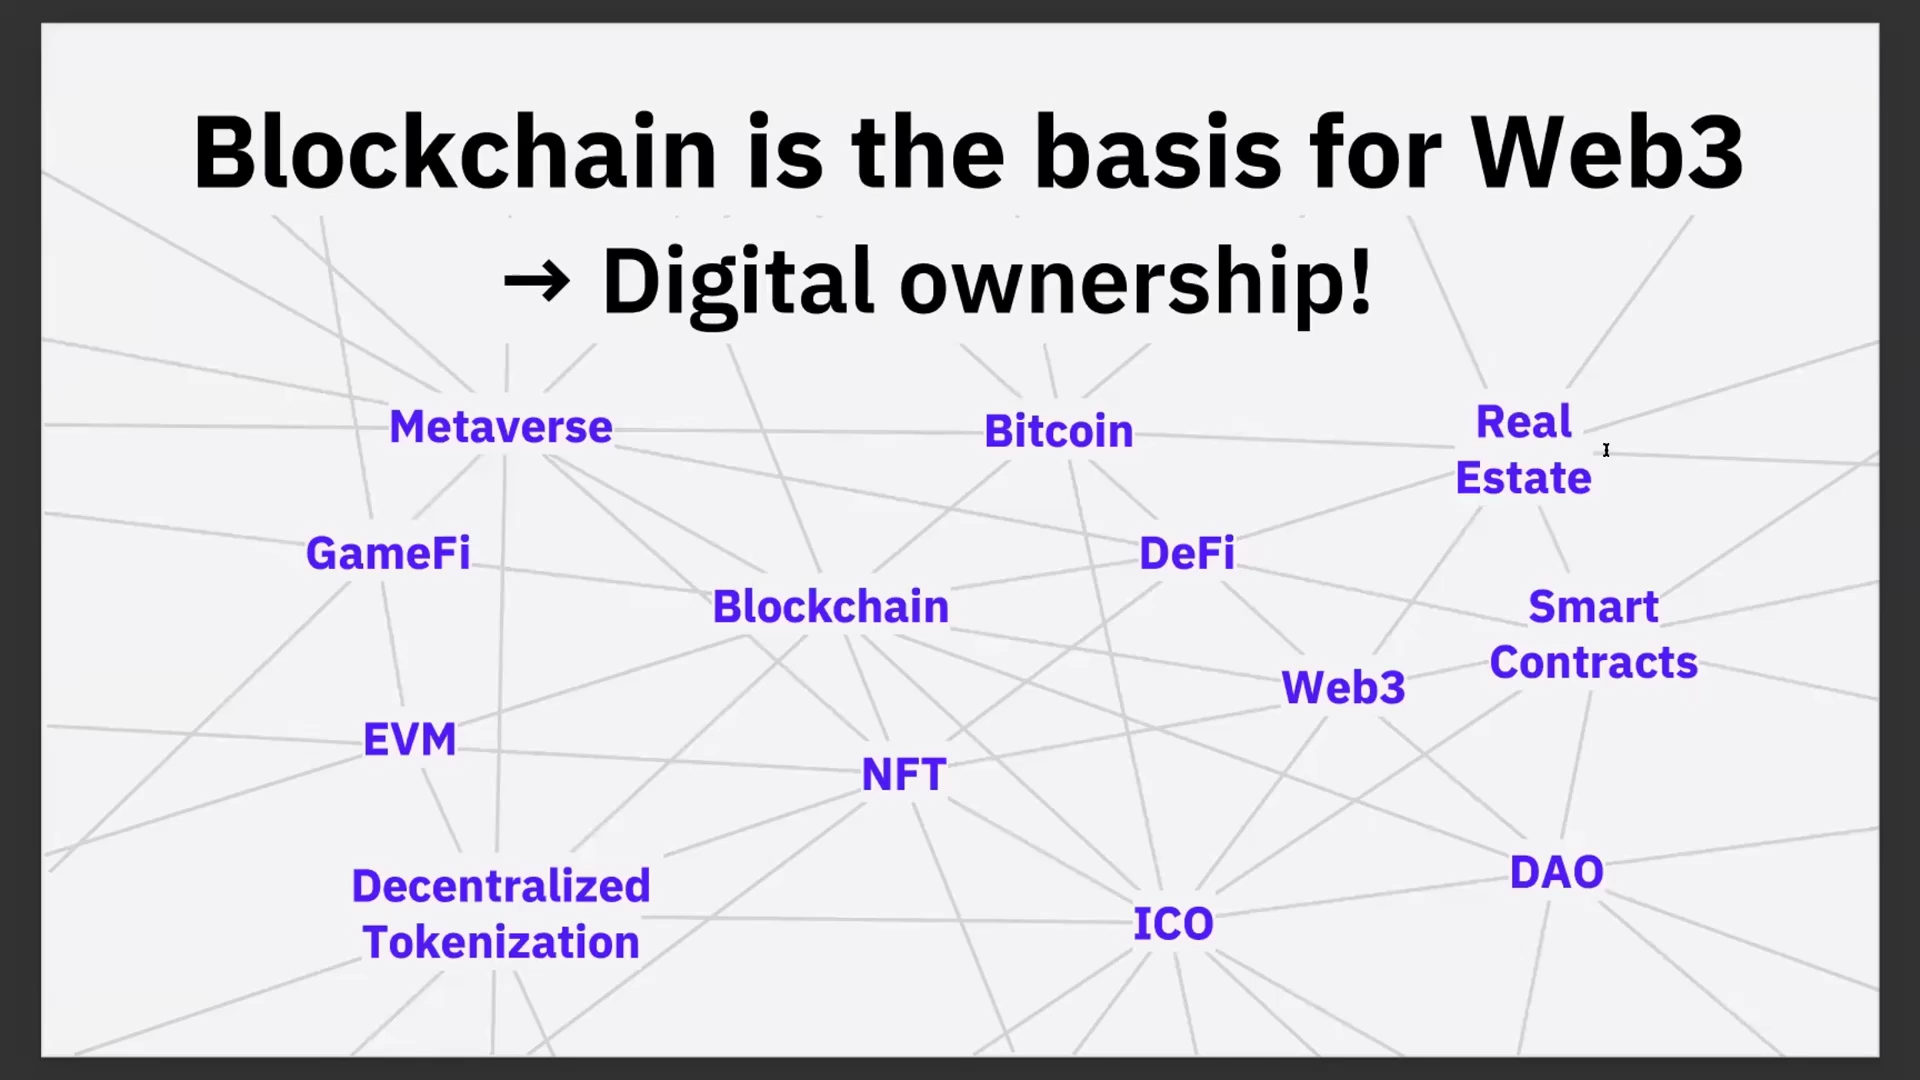 Blockchain is the basis for Web3
→ Digital ownership!
Metaverse
Bitcoin
Real
Estate
GameFi
DeFi
Blockchain
Smart
Contracts
Web3
EVM
NFT
Decentralized
Tokenization
ICO
DAO